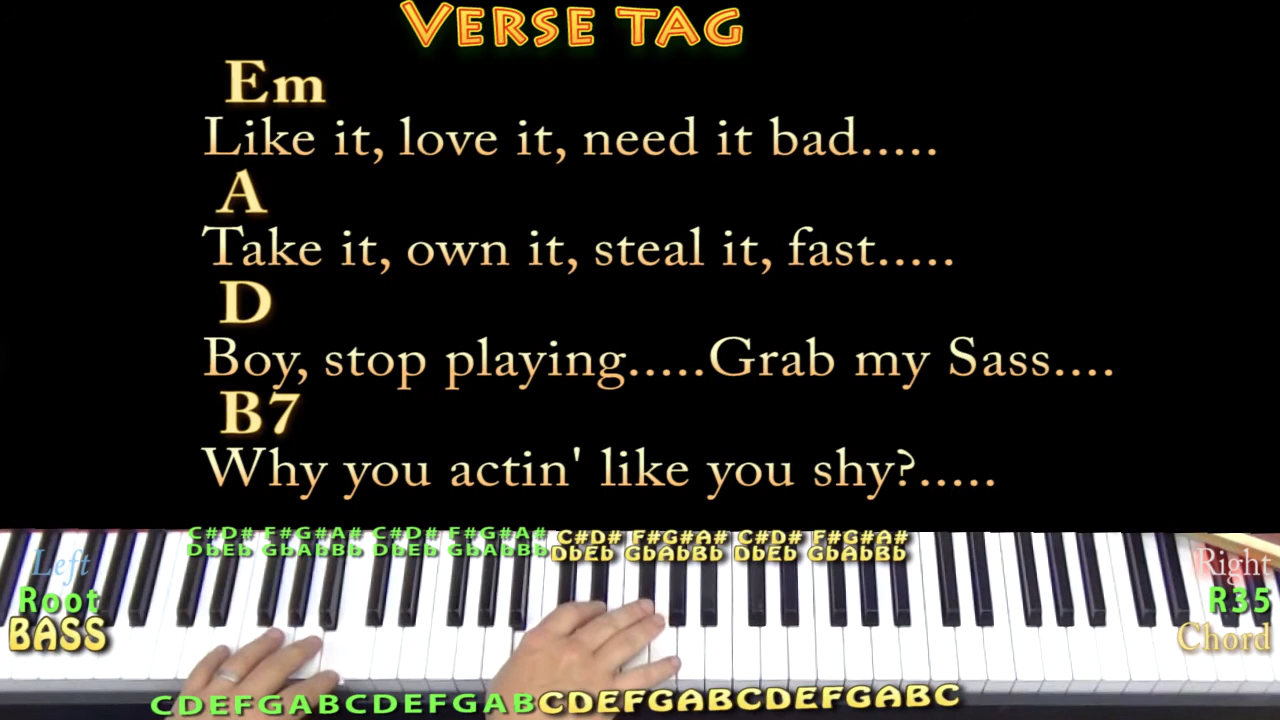 VERSE TAG
Em
Like it, love it, need it bad.....
A
Take it, own it, steal it, fast.....
D
Boy, stop playing.....Grab my Sass....
B7
Why you actin' like you shy?.....
C#D# F#G#A# C#D# F#G#A# C#D# F#G#A# C#D# F#G#A#
DbEb GbAbBb DbEb GbAbBb DbEb GbAbBb DbEb GbAbBb
Left
Root
BASS
Right
R35
Chord
CDEFGABCDEFGABCDEFGABCDEFGABC